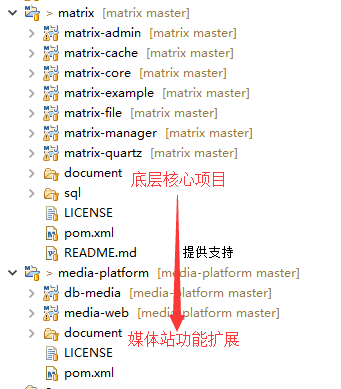 > matrix [matrix master]
> matrix-admin [matrix master]
> matrix-cache [matrix master]
> matrix-core [matrix master]
> matrix-example [matrix master]
> matrix-file [matrix master]
> matrix-manager [matrix master]
> matrix-quartz [matrix master]
> document
底层核心项目
> sql
LICENSE
pom.xml
README.md
提供支持
> media-platform [media-platform master]
> db-media [media-platform master]
> media-web [media-platform master]
> document
媒体站功能扩展
LICENSE
pom.xml